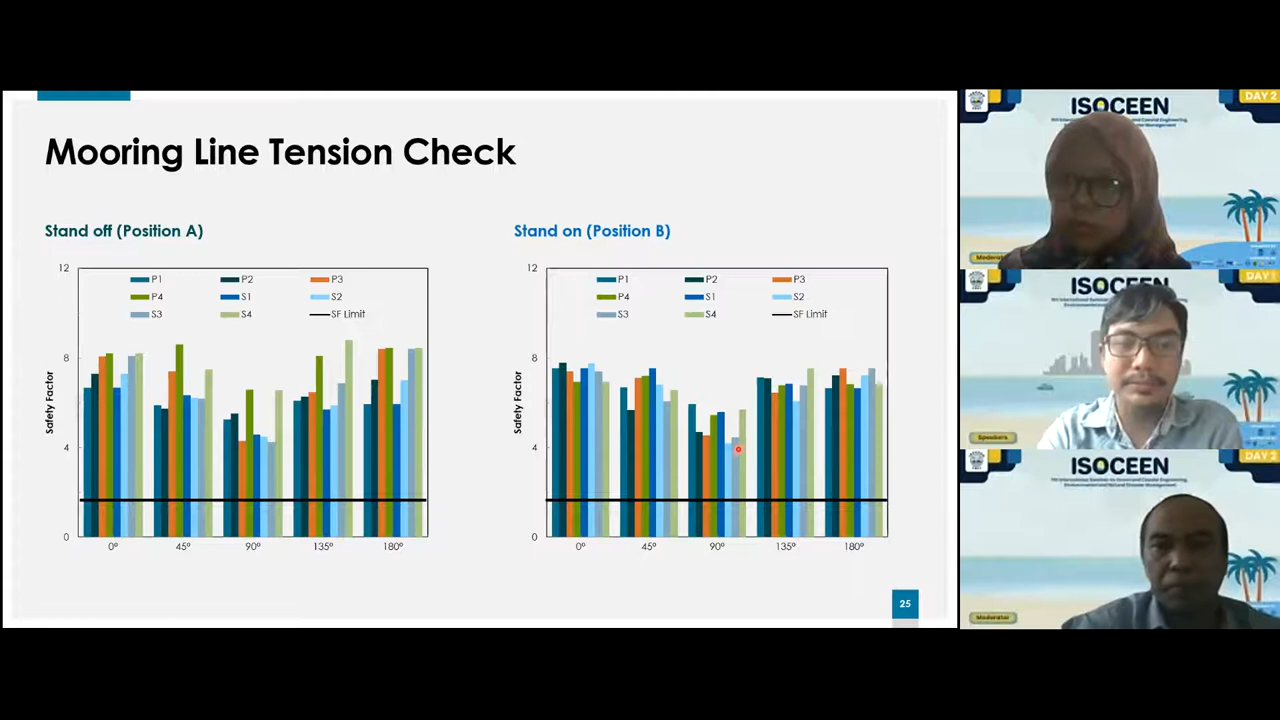 Mooring Line Tension Check
Stand off (Position A)
12
8
4
0
Safety Factor
P1 P2 P3
P4 S1 S2
S3 S4 SF Limit
0° 45° 90° 135° 180°
Stand on (Position B)
12
8
4
0
Safety Factor
P1 P2 P3
P4 S1 S2
S3 S4 SF Limit
0° 45° 90° 135° 180°
25
ISOCEEN
DAY 2
Moderator
ISOCEEN
DAY 1
Speakers
ISOCEEN
DAY 2
Moderator